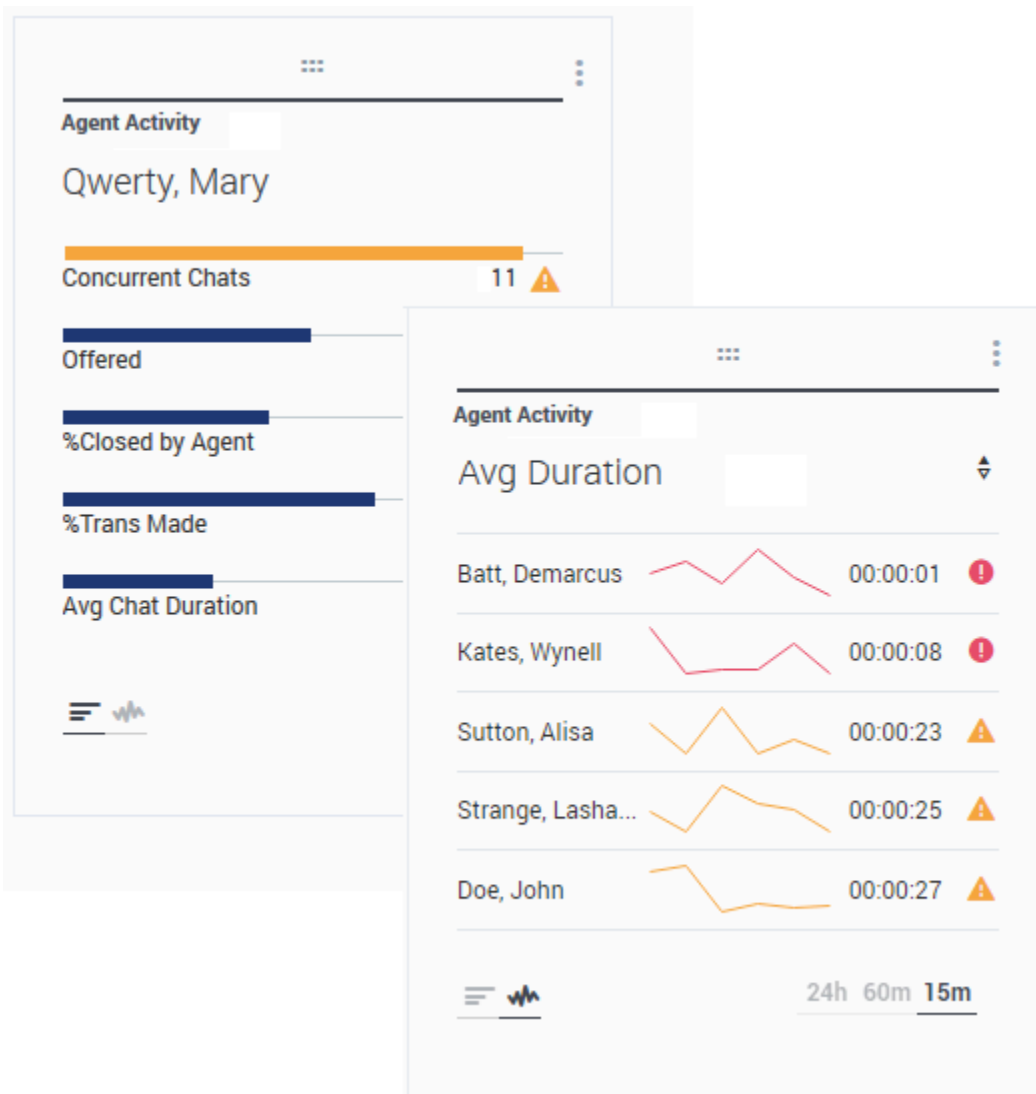 Agent Activity
Qwerty, Mary
Concurrent Chats 11
Offered
%Closed by Agent
%Trans Made
Avg Chat Duration
Agent Activity
Avg Duration
Batt, Demarcus 00:00:01
Kates, Wynell 00:00:08
Sutton, Alisa 00:00:23
Strange, Lasha... 00:00:25
Doe, John 00:00:27
24h 60m 15m